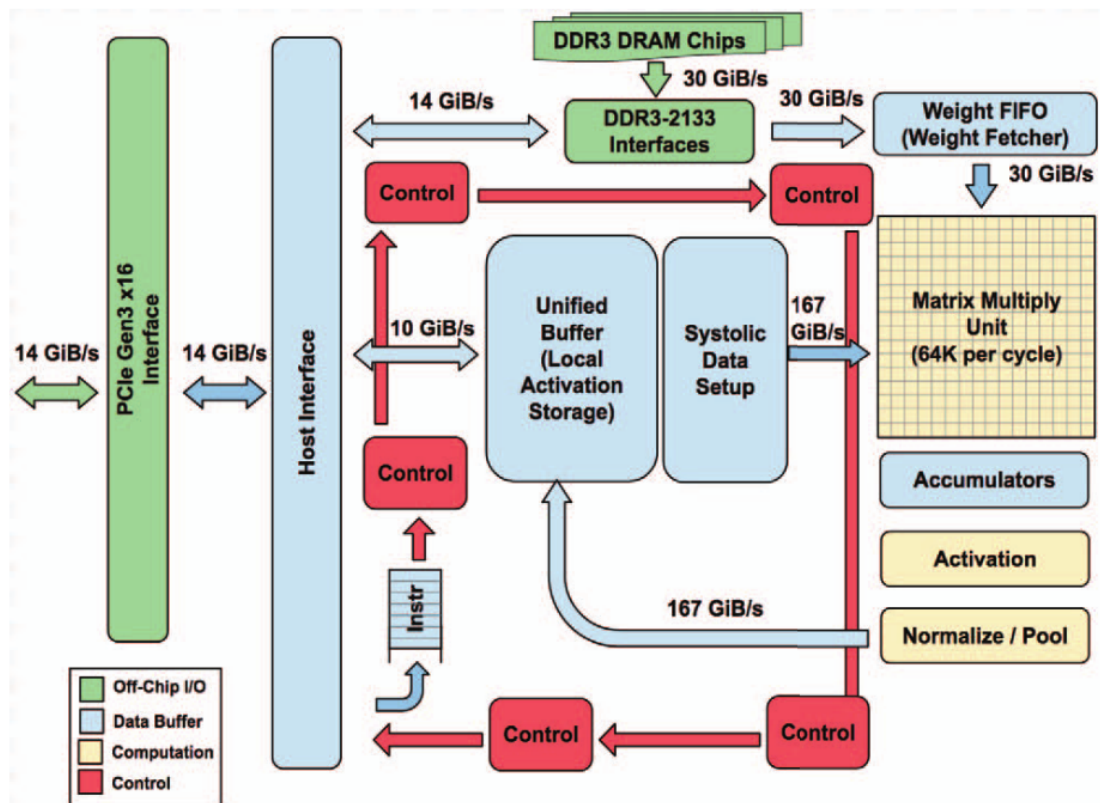 DDR3 DRAM Chips
30 GiB/s
14 GiB/s
DDR3-2133
Interfaces
30 GiB/s
Weight FIFO
(Weight Fetcher)
30 GiB/s
Control
Control
PCIe Gen3 x16
Interface
Host Interface
14 GiB/s
14 GiB/s
10 GiB/s
Unified
Buffer
(Local
Activation
Storage)
Systolic
Data
Setup
167
GiB/s
Matrix Multiply
Unit
(64K per cycle)
Control
Accumulators
Activation
Instr
167 GiB/s
Normalize / Pool
Off-Chip I/O
Data Buffer
Computation
Control
Control
Control